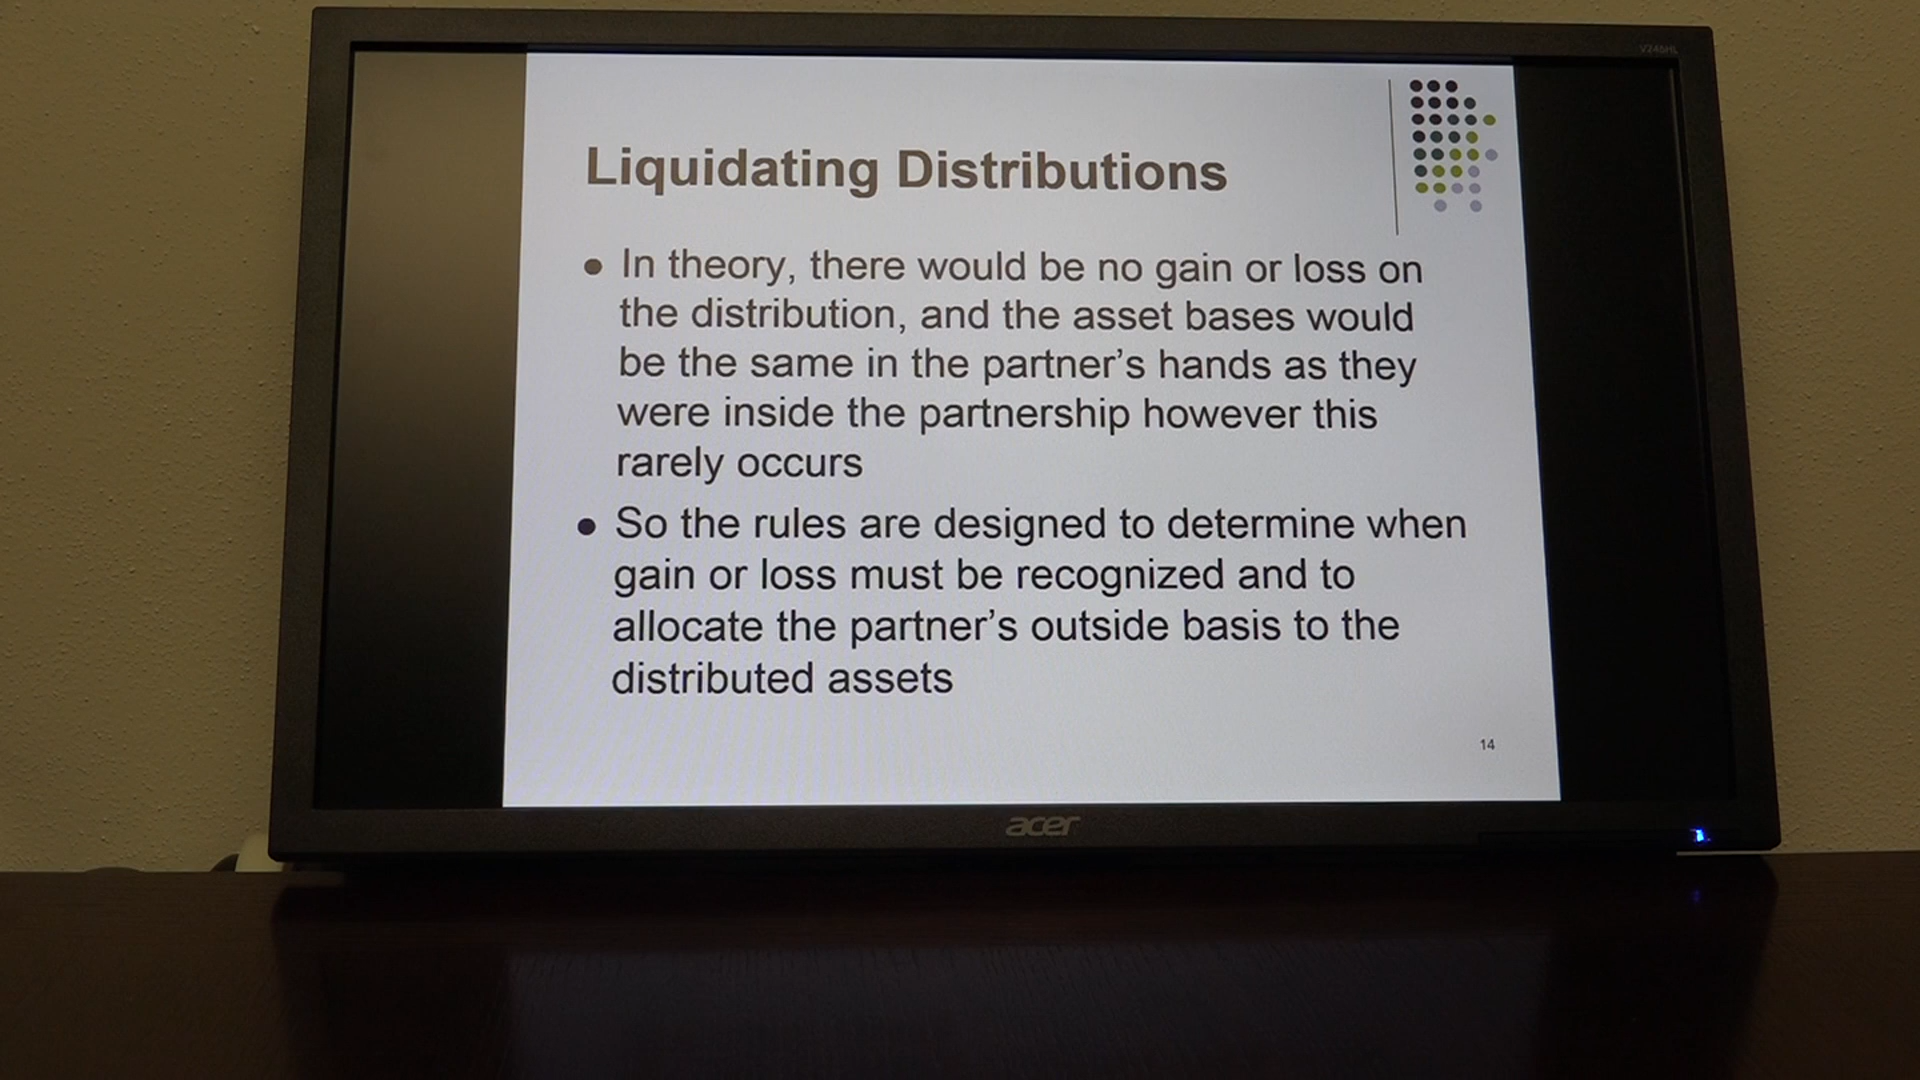 V246HL
Liquidating Distributions
● In theory, there would be no gain or loss on
the distribution, and the asset bases would
be the same in the partner's hands as they
were inside the partnership however this
rarely occurs
● So the rules are designed to determine when
gain or loss must be recognized and to
allocate the partner's outside basis to the
distributed assets
14
acer